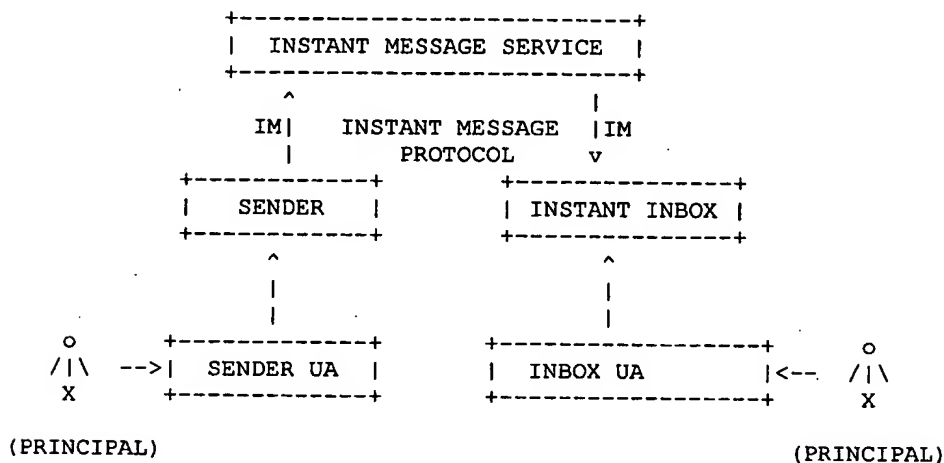 INSTANT MESSAGE SERVICE
IM INSTANT MESSAGE IM
PROTOCOL
SENDER INSTANT INBOX
SENDER UA INBOX UA
(PRINCIPAL) (PRINCIPAL)